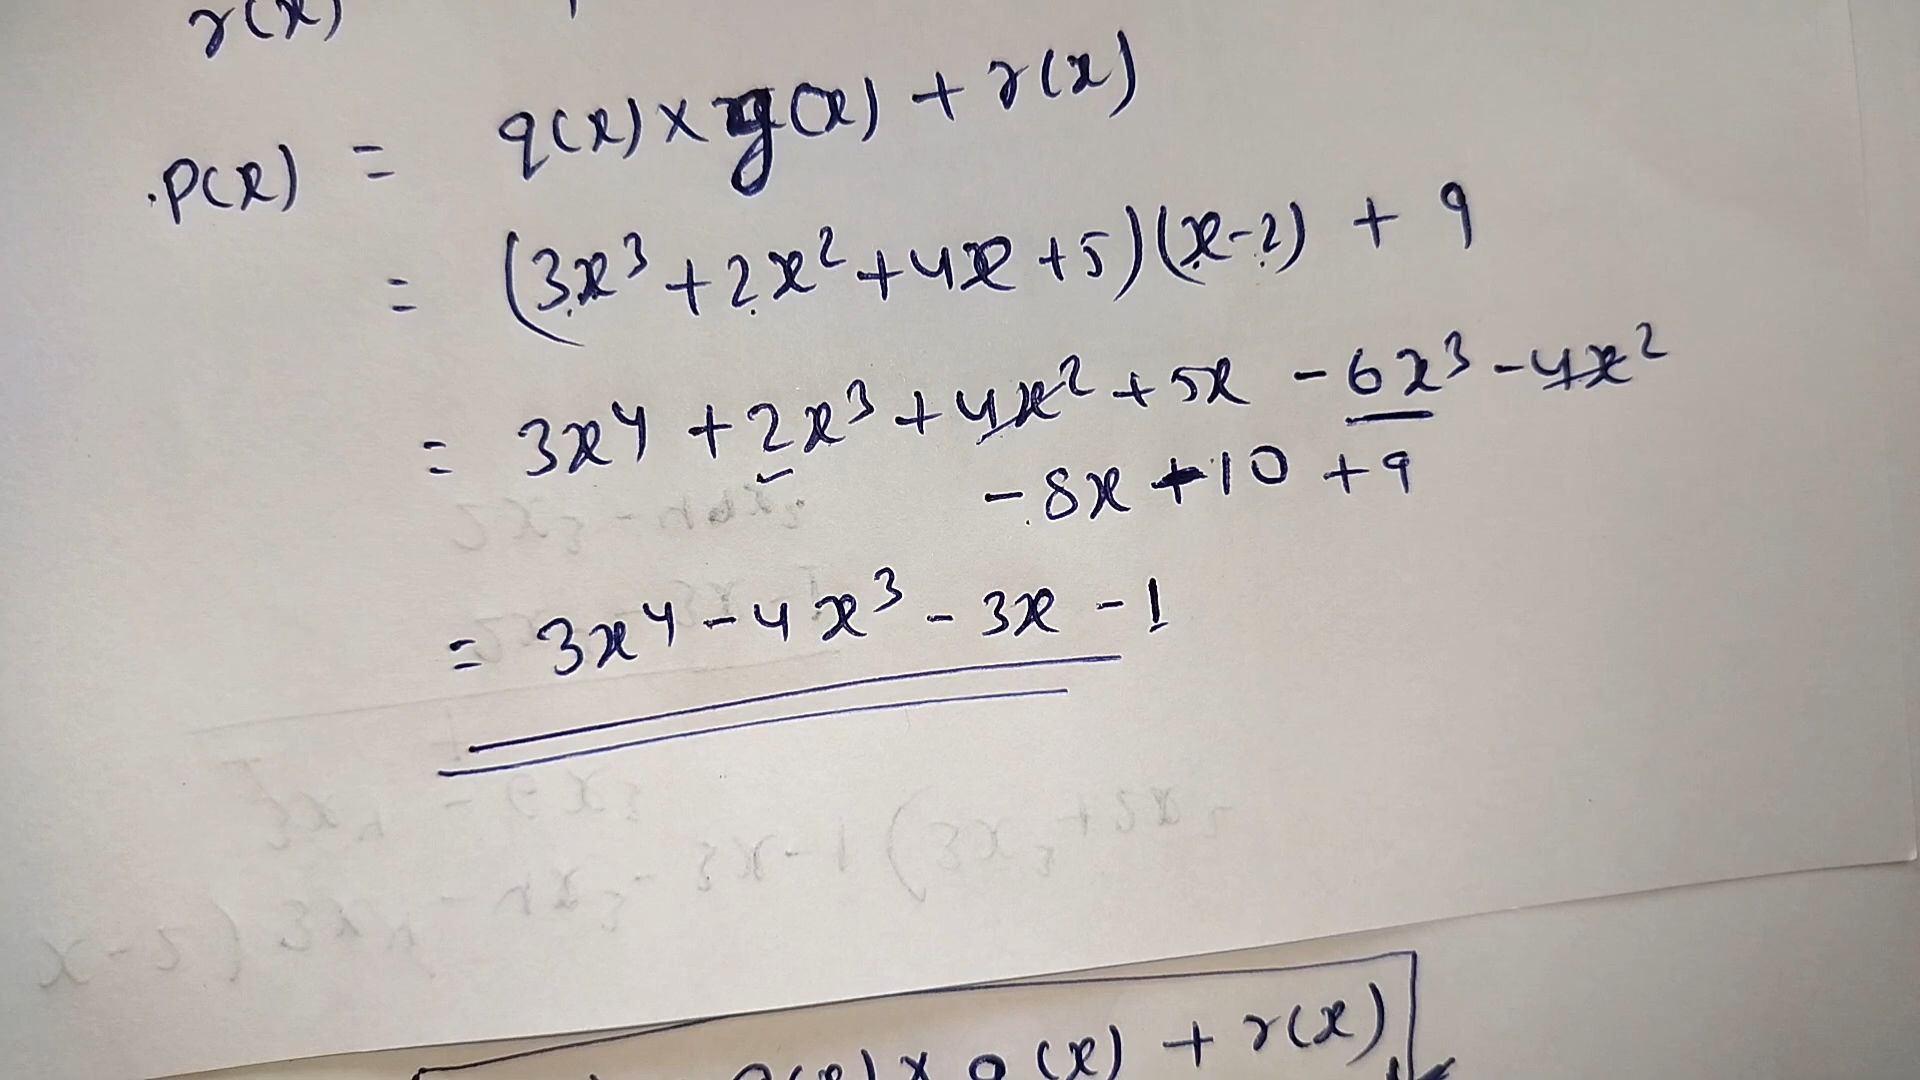 r(x)
P(x) = q(x) × g(x) + r(x)
= (3x³ + 2x² + 4x + 5)(x - 2) + 9
= 3x⁴ + 2x³ + 4x² + 5x - 6x³ - 4x²
- 8x - 10 + 9
= 3x⁴ - 4x³ - 3x - 1
(x) × g(x) + r(x)